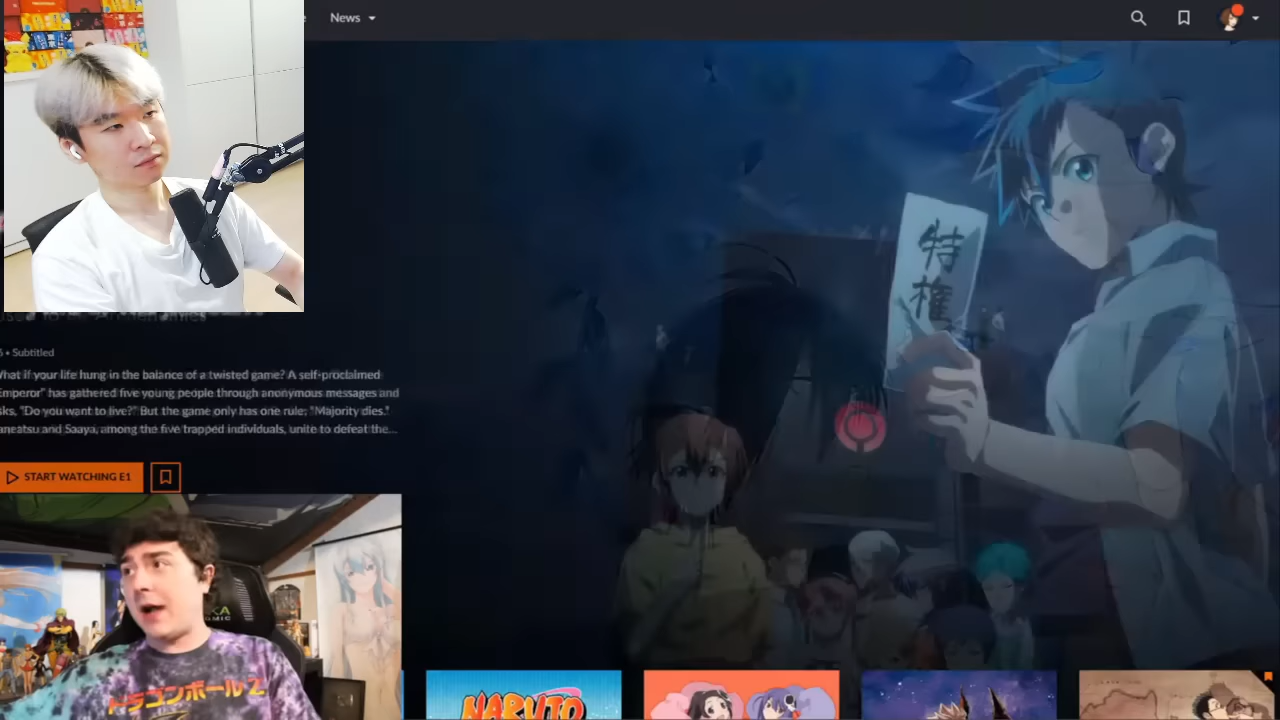 News
特
権
• Subtitled
What if your life hung in the balance of a twisted game? A self-proclaimed
Emperor" has gathered five young people through anonymous messages and
sks, "Do you want to live?" But the game only has one rule: "Majority dies."
and Saaya, among the five trapped individuals, unite to defeat the...
START WATCHING E1
ドラゴンボールZ
NARUTO